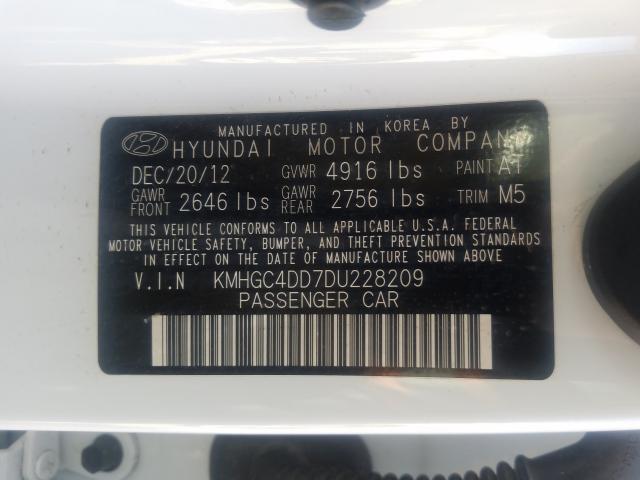 MANUFACTURED IN KOREA BY
HYUNDAI MOTOR COMPANY
DEC/20/12 GVWR 4916 lbs PAINT AT
GAWR FRONT 2646 lbs GAWR REAR 2756 lbs TRIM M5
THIS VEHICLE CONFORMS TO ALL APPLICABLE U.S.A. FEDERAL
MOTOR VEHICLE SAFETY, BUMPER, AND THEFT PREVENTION STANDARDS
IN EFFECT ON THE DATE OF MANUFACTURE SHOWN ABOVE
V.I.N KMHGC4DD7DU228209
PASSENGER CAR